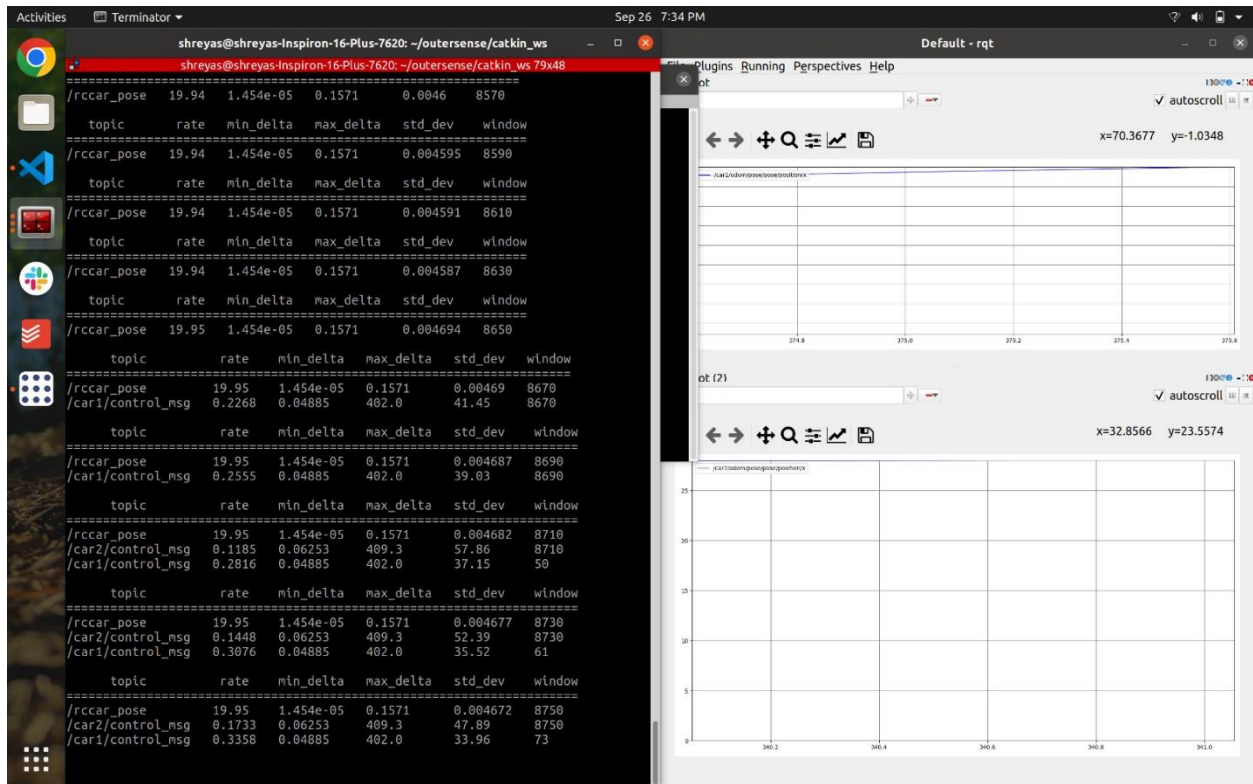 Activities Terminator Sep 26 7:34 PM
shreyas@shreyas-Inspiron-16-Plus-7620: ~/outersense/catkin_ws
shreyas@shreyas-Inspiron-16-Plus-7620: ~/outersense/catkin_ws 79x48
===============================================================
/rccar_pose 19.94 1.454e-05 0.1571 0.0046 8570
topic rate min_delta max_delta std_dev window
===============================================================
/rccar_pose 19.94 1.454e-05 0.1571 0.004595 8590
topic rate min_delta max_delta std_dev window
===============================================================
/rccar_pose 19.94 1.454e-05 0.1571 0.004591 8610
topic rate min_delta max_delta std_dev window
===============================================================
/rccar_pose 19.94 1.454e-05 0.1571 0.004587 8630
topic rate min_delta max_delta std_dev window
===============================================================
/rccar_pose 19.95 1.454e-05 0.1571 0.004694 8650
topic rate min_delta max_delta std_dev window
===============================================================
/rccar_pose 19.95 1.454e-05 0.1571 0.00469 8670
/car1/control_msg 0.2268 0.04885 402.0 41.45 8670
topic rate min_delta max_delta std_dev window
===============================================================
/rccar_pose 19.95 1.454e-05 0.1571 0.004687 8690
/car1/control_msg 0.2555 0.04885 402.0 39.03 8690
topic rate min_delta max_delta std_dev window
===============================================================
/rccar_pose 19.95 1.454e-05 0.1571 0.004682 8710
/car2/control_msg 0.1185 0.06253 409.3 57.86 8710
/car1/control_msg 0.2816 0.04885 402.0 37.15 50
topic rate min_delta max_delta std_dev window
===============================================================
/rccar_pose 19.95 1.454e-05 0.1571 0.004677 8730
/car2/control_msg 0.1448 0.06253 409.3 52.39 8730
/car1/control_msg 0.3076 0.04885 402.0 35.52 61
topic rate min_delta max_delta std_dev window
===============================================================
/rccar_pose 19.95 1.454e-05 0.1571 0.004672 8750
/car2/control_msg 0.1733 0.06253 409.3 47.89 8750
/car1/control_msg 0.3358 0.04885 402.0 33.96 73
Default - rqt
Plugins Running Perspectives Help
ot
autoscroll
x=70.3677 y=-1.0348
/car1/odom/pose/pose/position/x
374.8 375.0 375.2 375.4 375.6
ot (2)
autoscroll
x=32.8566 y=23.5574
/car2/odom/pose/pose/position/x
25
20
15
10
5
0
340.2 340.4 340.6 340.8 341.0